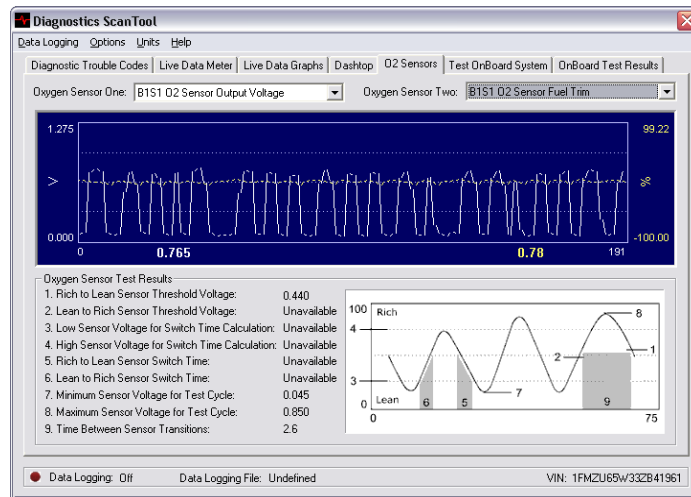 Diagnostics ScanTool
Data Logging Options Units Help
Diagnostic Trouble Codes Live Data Meter Live Data Graphs Dashtop O2 Sensors Test OnBoard System OnBoard Test Results
Oxygen Sensor One: B1S1 O2 Sensor Output Voltage Oxygen Sensor Two: B1S1 O2 Sensor Fuel Trim
1.275 99.22
V %
0.000 -100.00
0 0.765 0.78 191
Oxygen Sensor Test Results
1. Rich to Lean Sensor Threshold Voltage: 0.440
2. Lean to Rich Sensor Threshold Voltage: Unavailable
3. Low Sensor Voltage for Switch Time Calculation: Unavailable
4. High Sensor Voltage for Switch Time Calculation: Unavailable
5. Rich to Lean Sensor Switch Time: Unavailable
6. Lean to Rich Sensor Switch Time: Unavailable
7. Minimum Sensor Voltage for Test Cycle: 0.045
8. Maximum Sensor Voltage for Test Cycle: 0.850
9. Time Between Sensor Transitions: 2.6
100 Rich 8
4
2 1
3
Lean 6 5 7 9
0
0 75
Data Logging: Off Data Logging File: Undefined VIN: 1FMZU65W33ZB41961